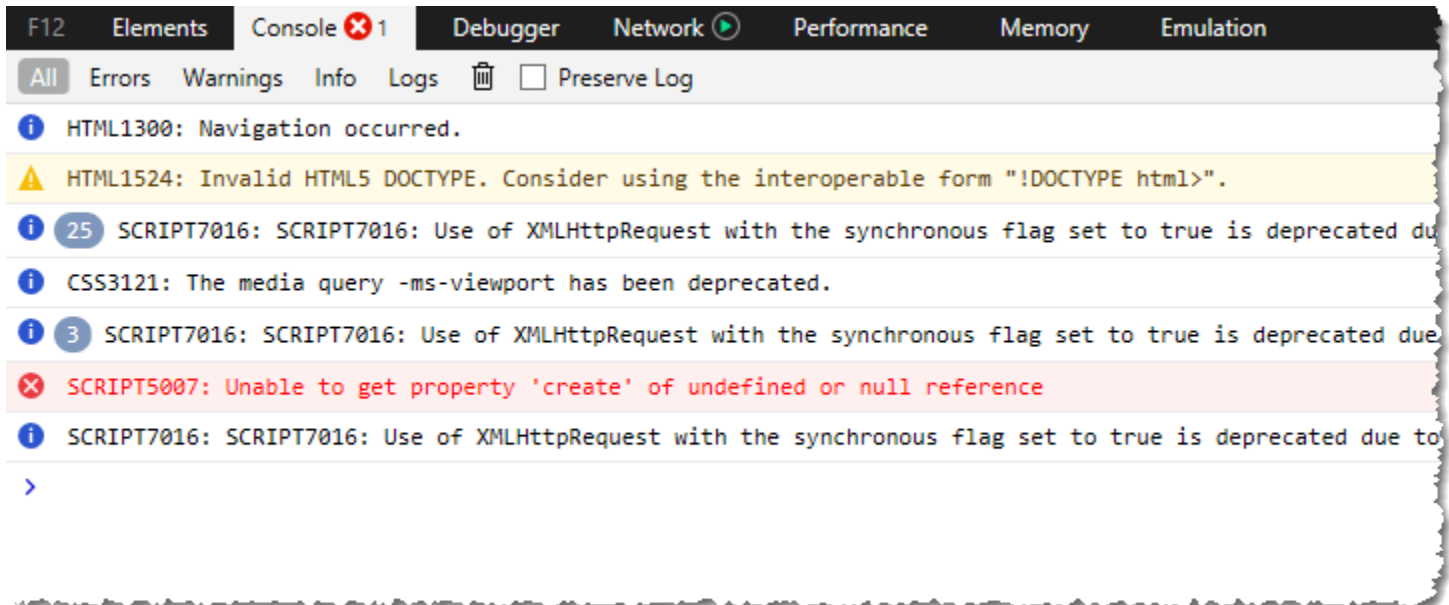 F12 Elements Console 1 Debugger Network Performance Memory Emulation
All Errors Warnings Info Logs Preserve Log
HTML1300: Navigation occurred.
HTML1524: Invalid HTML5 DOCTYPE. Consider using the interoperable form "!DOCTYPE html>".
25 SCRIPT7016: SCRIPT7016: Use of XMLHttpRequest with the synchronous flag set to true is deprecated
CSS3121: The media query -ms-viewport has been deprecated.
3 SCRIPT7016: SCRIPT7016: Use of XMLHttpRequest with the synchronous flag set to true is deprecated due
SCRIPT5007: Unable to get property 'create' of undefined or null reference
SCRIPT7016: SCRIPT7016: Use of XMLHttpRequest with the synchronous flag set to true is deprecated due to
>